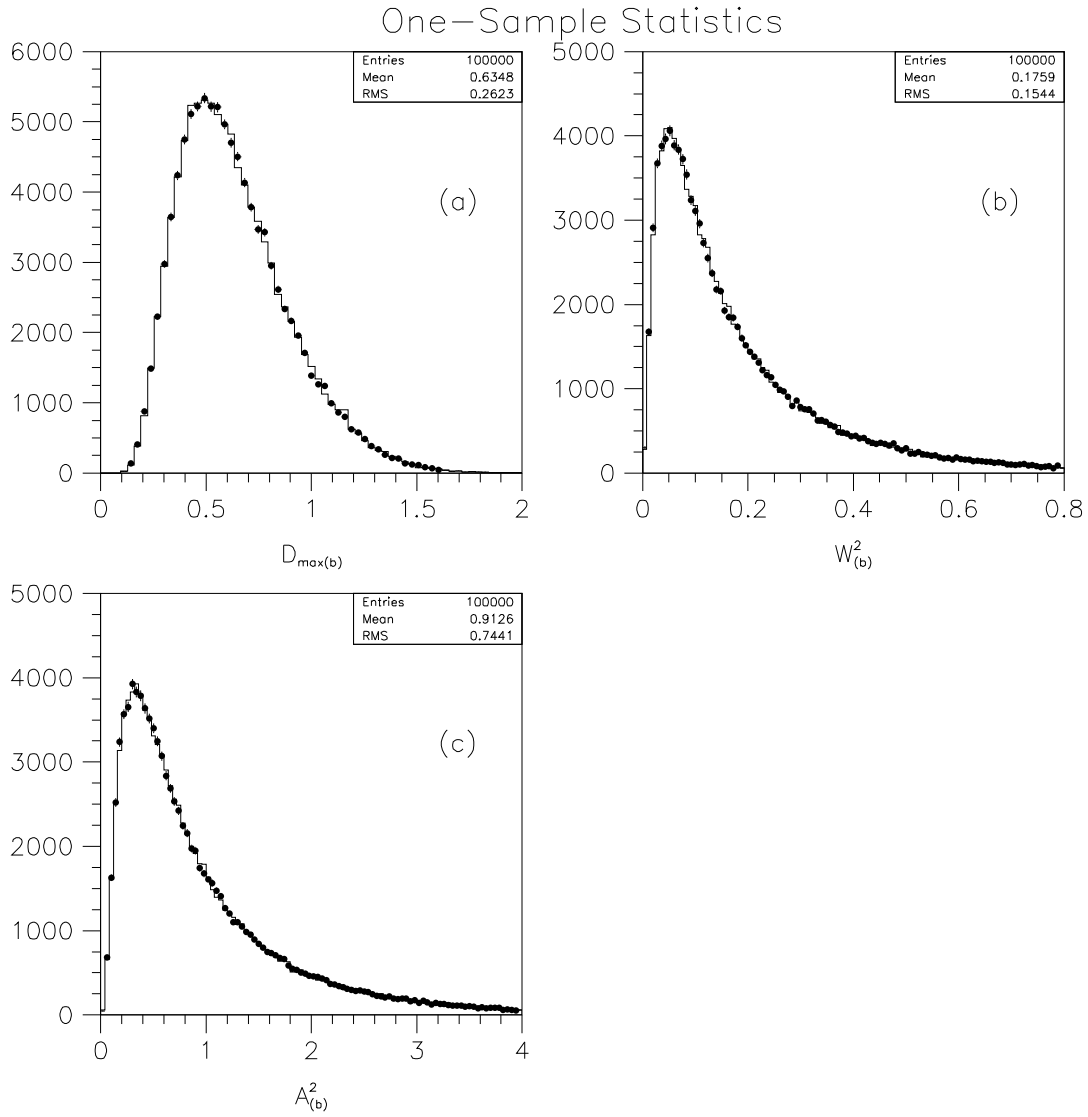 One-Sample Statistics
6000
5000
4000
3000
2000
1000
0
Entries 100000
Mean 0.6348
RMS 0.2623
(a)
0 0.5 1 1.5 2
D_max(b)
5000
4000
3000
2000
1000
0
Entries 100000
Mean 0.1759
RMS 0.1544
(b)
0 0.2 0.4 0.6 0.8
W²_(b)
5000
4000
3000
2000
1000
0
Entries 100000
Mean 0.9126
RMS 0.7441
(c)
0 1 2 3 4
A²_(b)